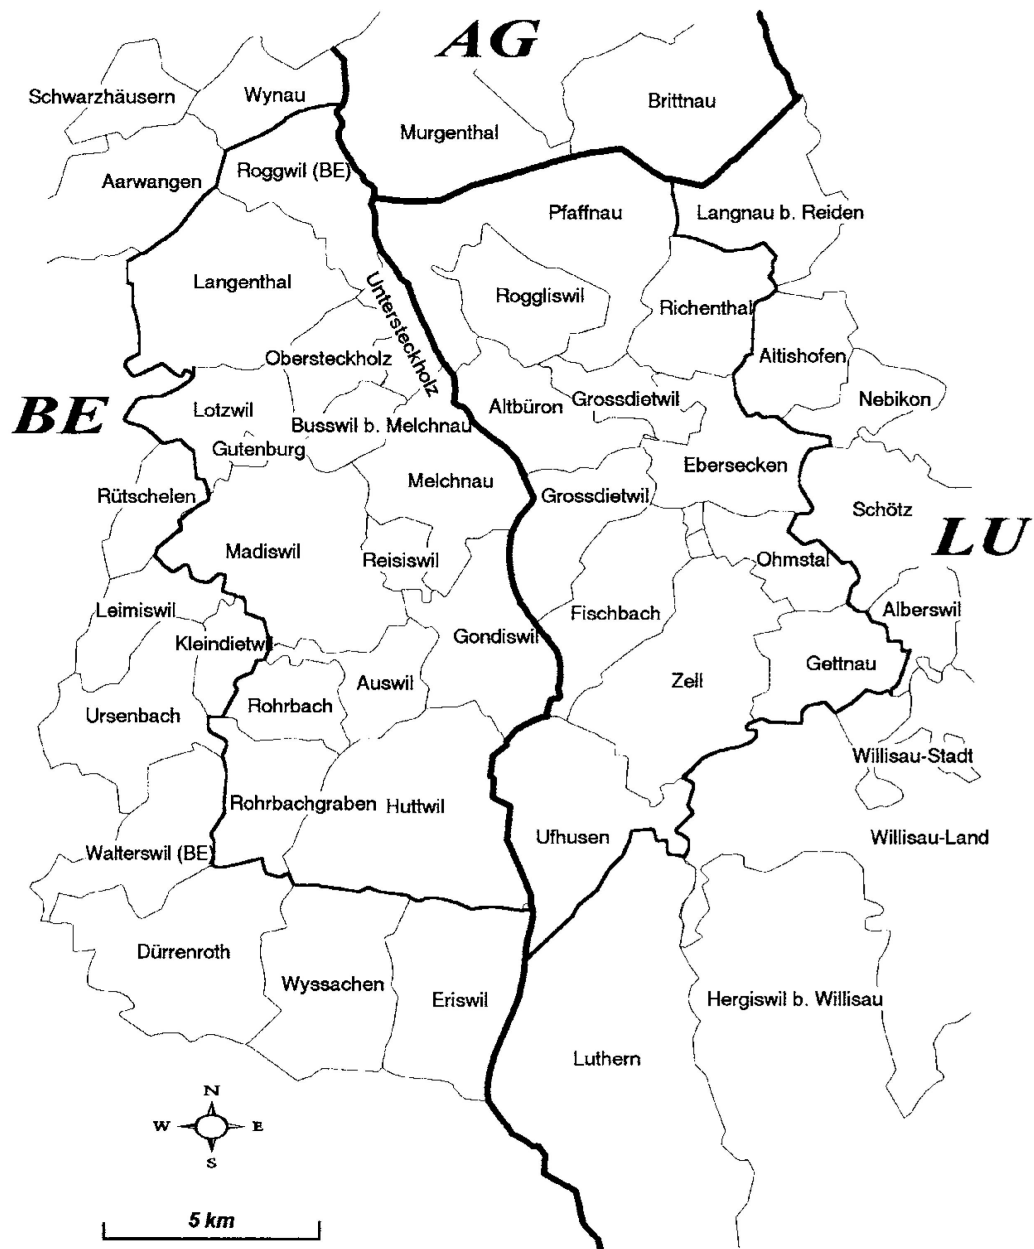 AG
Schwarzhäusern
Wynau
Brittnau
Murgenthal
Roggwil (BE)
Aarwangen
Pfaffnau
Langnau b. Reiden
Langenthal
Untersteckholz
Roggliswil
Richenthal
Obersteckholz
Altishofen
BE
Lotzwil
Altbüron
Grossdietwil
Nebikon
Busswil b. Melchnau
Gutenburg
Ebersecken
Melchnau
Rütschelen
Grossdietwil
Schötz
LU
Madiswil
Reisiswil
Ohmstal
Leimiswil
Fischbach
Alberswil
Kleindietwil
Gondiswil
Gettnau
Auswil
Zell
Rohrbach
Ursenbach
Willisau-Stadt
Rohrbachgraben
Huttwil
Ufhusen
Willisau-Land
Walterswil (BE)
Dürrenroth
Wyssachen
Eriswil
Hergiswil b. Willisau
Luthern
N
W
E
S
5 km